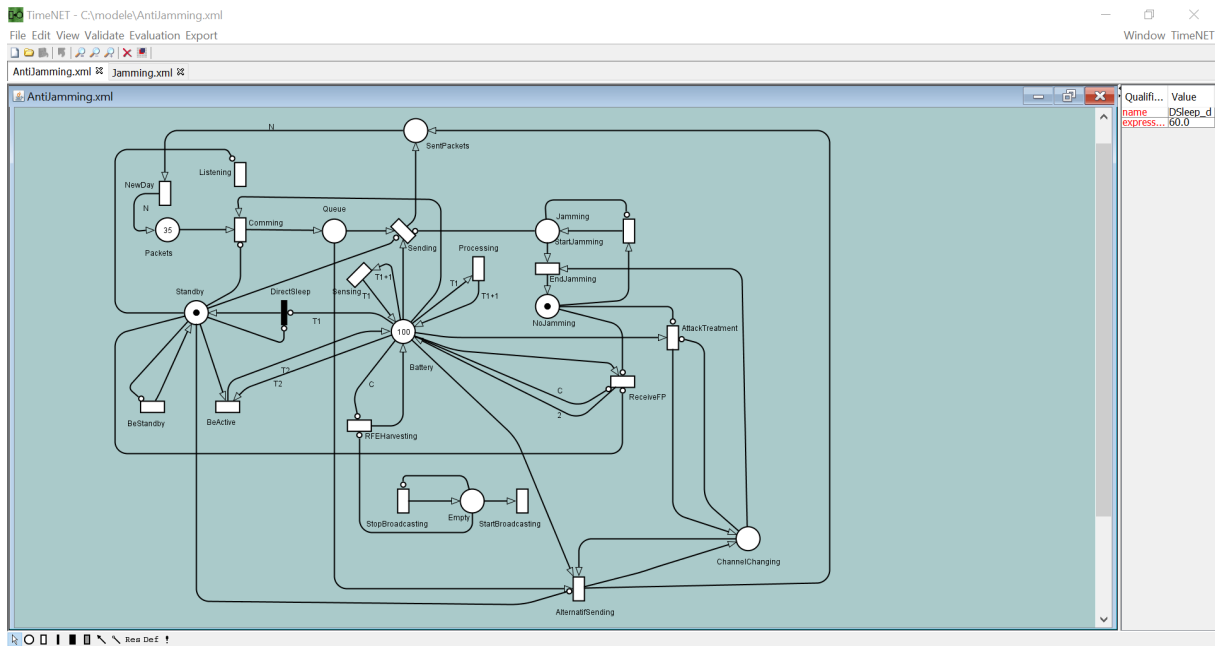 TimeNET - C:\modele\AntiJamming.xml
File Edit View Validate Evaluation Export
Window TimeNET
AntiJamming.xml
Jamming.xml
AntiJamming.xml
Qualifi... Value
name DSleep_d
express... 60.0
N
SentPackets
Listening
NewDay
N
Comming
Queue
Jamming
35
Packets
StartJamming
Sending
Processing
EndJamming
T1+1
T1
Sensing
T1
T1+1
Standby
DirectSleep
NoJamming
T1
100
AttackTreatment
Battery
T2
T2
C
C
ReceiveFP
2
BeStandby
BeActive
RFEHarvesting
Empty
StopBroadcasting
StartBroadcasting
ChannelChanging
AlternatifSending
Res Def !